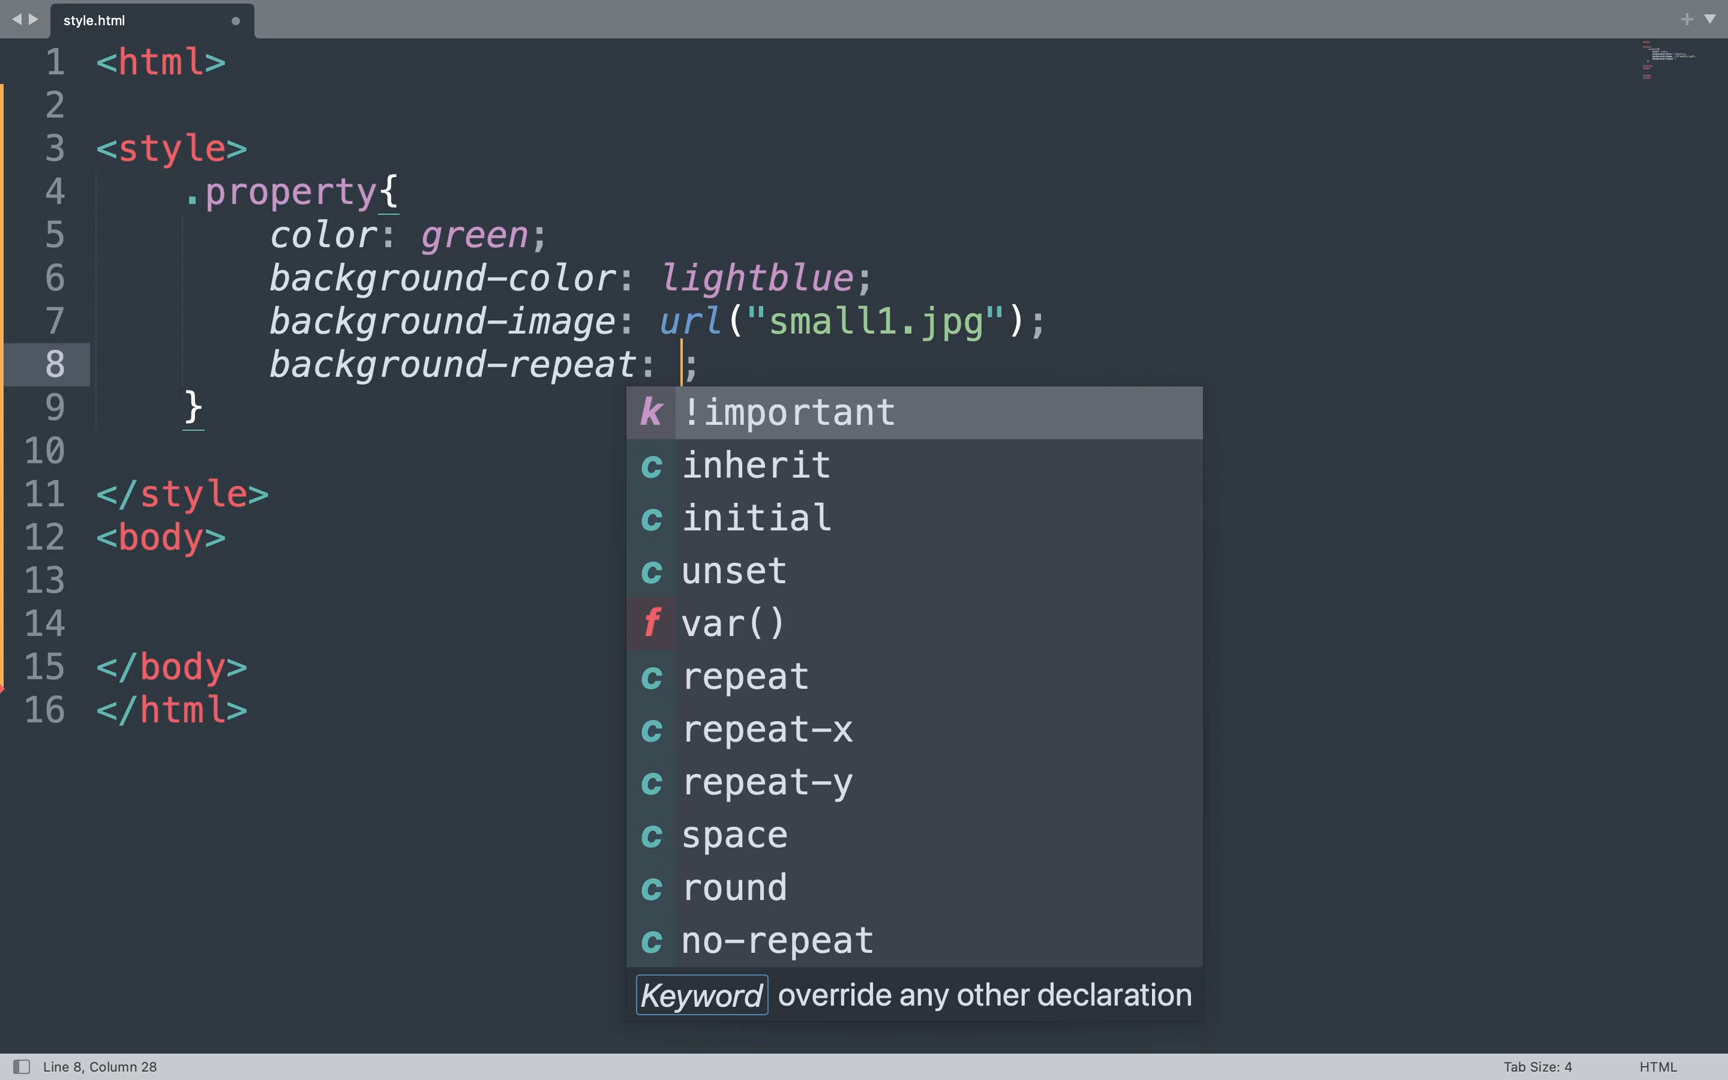 style.html
1 <html>
2
3 <style>
4 .property{
5 color: green;
6 background-color: lightblue;
7 background-image: url("small1.jpg");
8 background-repeat: ;
9 }
10
11 </style>
12 <body>
13
14
15 </body>
16 </html>
k !important
c inherit
c initial
c unset
f var()
c repeat
c repeat-x
c repeat-y
c space
c round
c no-repeat
Keyword override any other declaration
Line 8, Column 28
Tab Size: 4
HTML